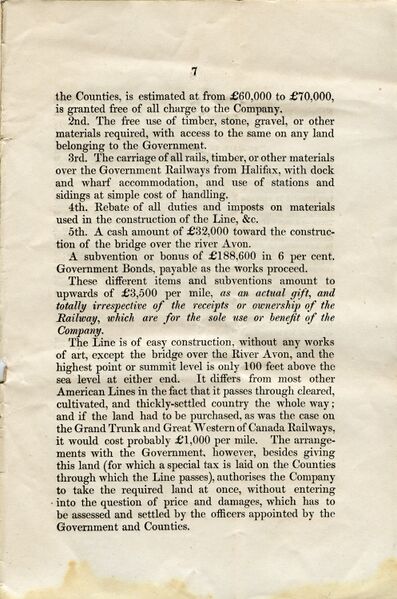 7
the Counties, is estimated at from £60,000 to £70,000,
is granted free of all charge to the Company.
2nd. The free use of timber, stone, gravel, or other
materials required, with access to the same on any land
belonging to the Government.
3rd. The carriage of all rails, timber, or other materials
over the Government Railways from Halifax, with dock
and wharf accommodation, and use of stations and
sidings at simple cost of handling.
4th. Rebate of all duties and imposts on materials
used in the construction of the Line, &c.
5th. A cash amount of £32,000 toward the construc-
tion of the bridge over the river Avon.
A subvention or bonus of £188,600 in 6 per cent.
Government Bonds, payable as the works proceed.
These different items and subventions amount to
upwards of £3,500 per mile, as an actual gift, and
totally irrespective of the receipts or ownership of the
Railway, which are for the sole use or benefit of the
Company.
The Line is of easy construction, without any works
of art, except the bridge over the River Avon, and the
highest point or summit level is only 100 feet above the
sea level at either end. It differs from most other
American Lines in the fact that it passes through cleared,
cultivated, and thickly-settled country the whole way;
and if the land had to be purchased, as was the case on
the Grand Trunk and Great Western of Canada Railways,
it would cost probably £1,000 per mile. The arrange-
ments with the Government, however, besides giving
this land (for which a special tax is laid on the Counties
through which the Line passes), authorises the Company
to take the required land at once, without entering
into the question of price and damages, which has to
be assessed and settled by the officers appointed by the
Government and Counties.